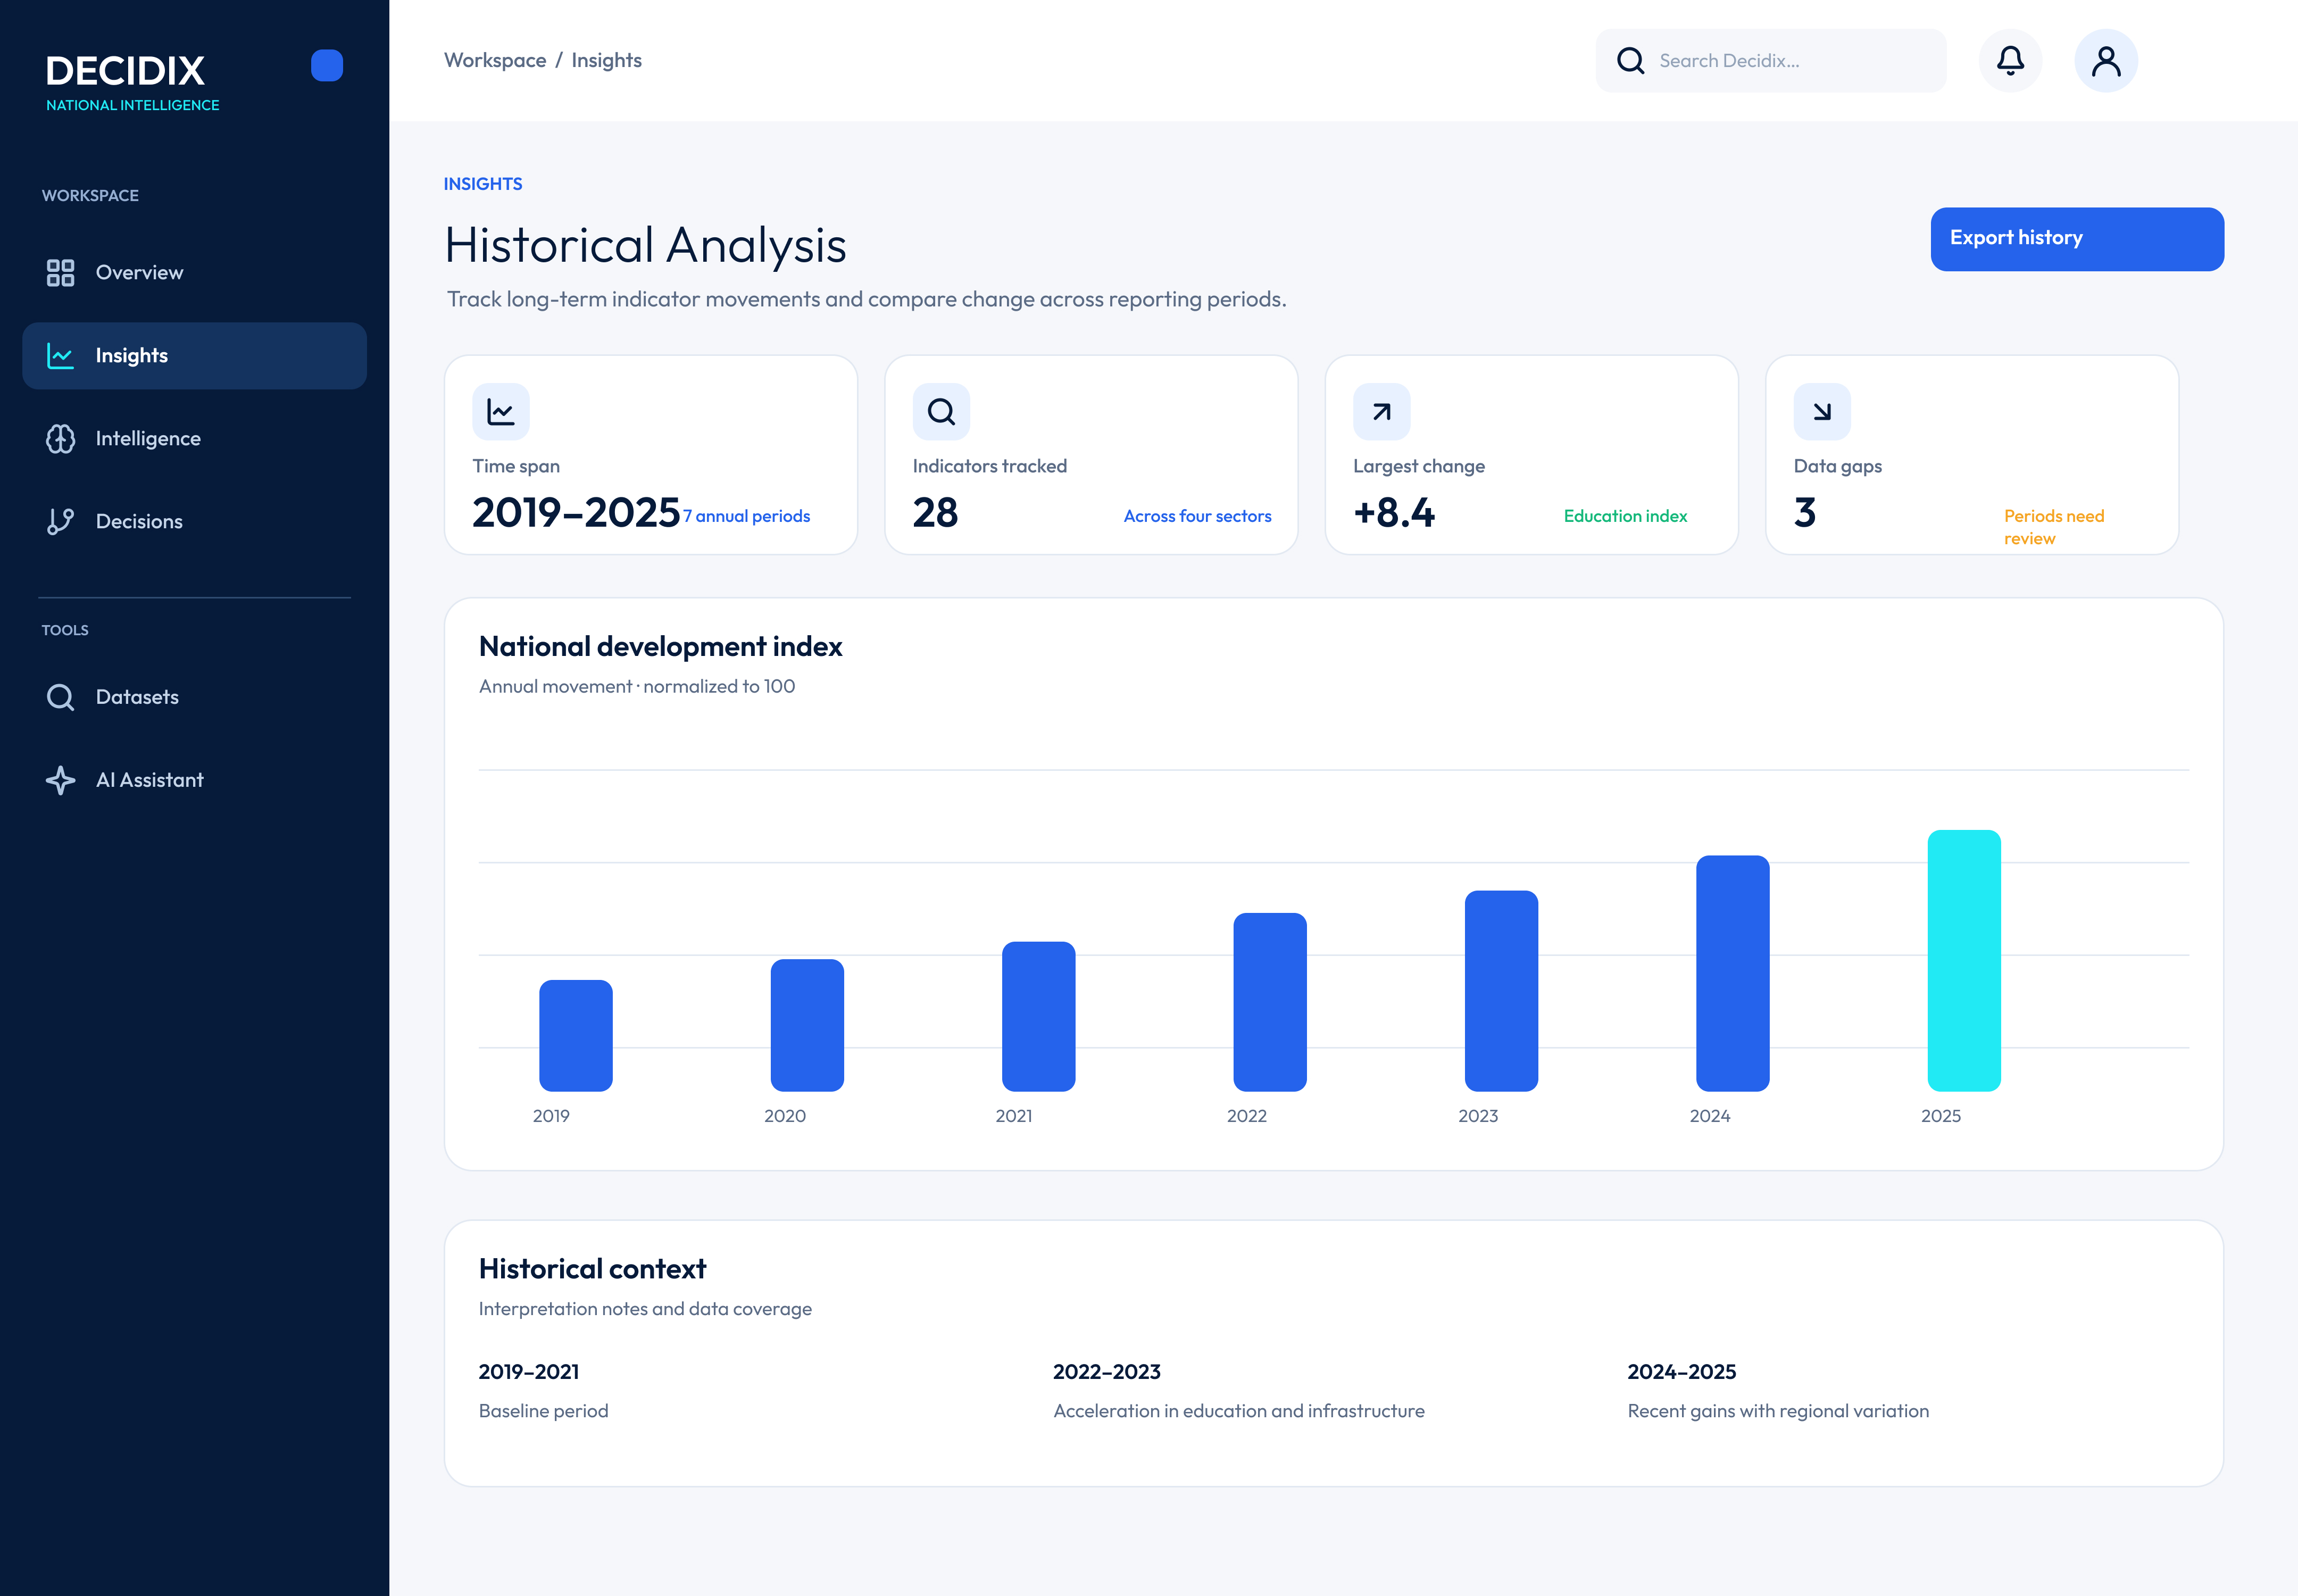 DECIDIX
NATIONAL INTELLIGENCE
WORKSPACE
Overview
Insights
Intelligence
Decisions
TOOLS
Datasets
AI Assistant
Workspace / Insights
Search Decidix...
INSIGHTS
Historical Analysis
Track long-term indicator movements and compare change across reporting periods.
Export history
Time span
2019–2025 7 annual periods
Indicators tracked
28 Across four sectors
Largest change
+8.4 Education index
Data gaps
3 Periods need
review
National development index
Annual movement · normalized to 100
2019 2020 2021 2022 2023 2024 2025
Historical context
Interpretation notes and data coverage
2019–2021
Baseline period
2022–2023
Acceleration in education and infrastructure
2024–2025
Recent gains with regional variation